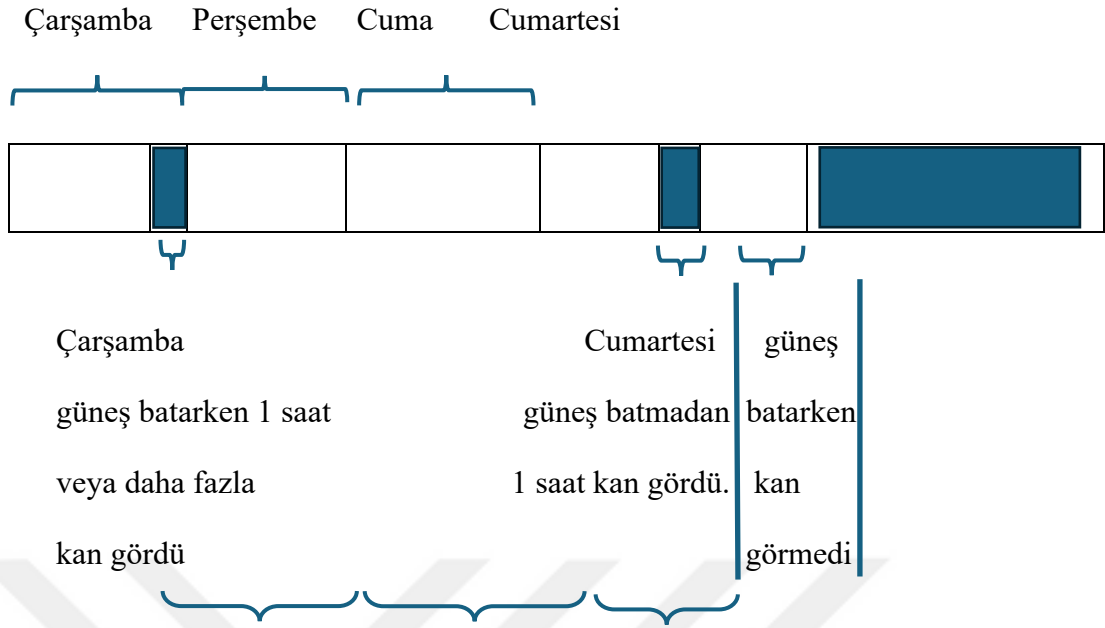 Çarşamba Perşembe Cuma Cumartesi
Çarşamba
güneş batarken 1 saat
veya daha fazla
kan gördü
Cumartesi
güneş batmadan
1 saat kan gördü.
güneş
batarken
kan
görmedi